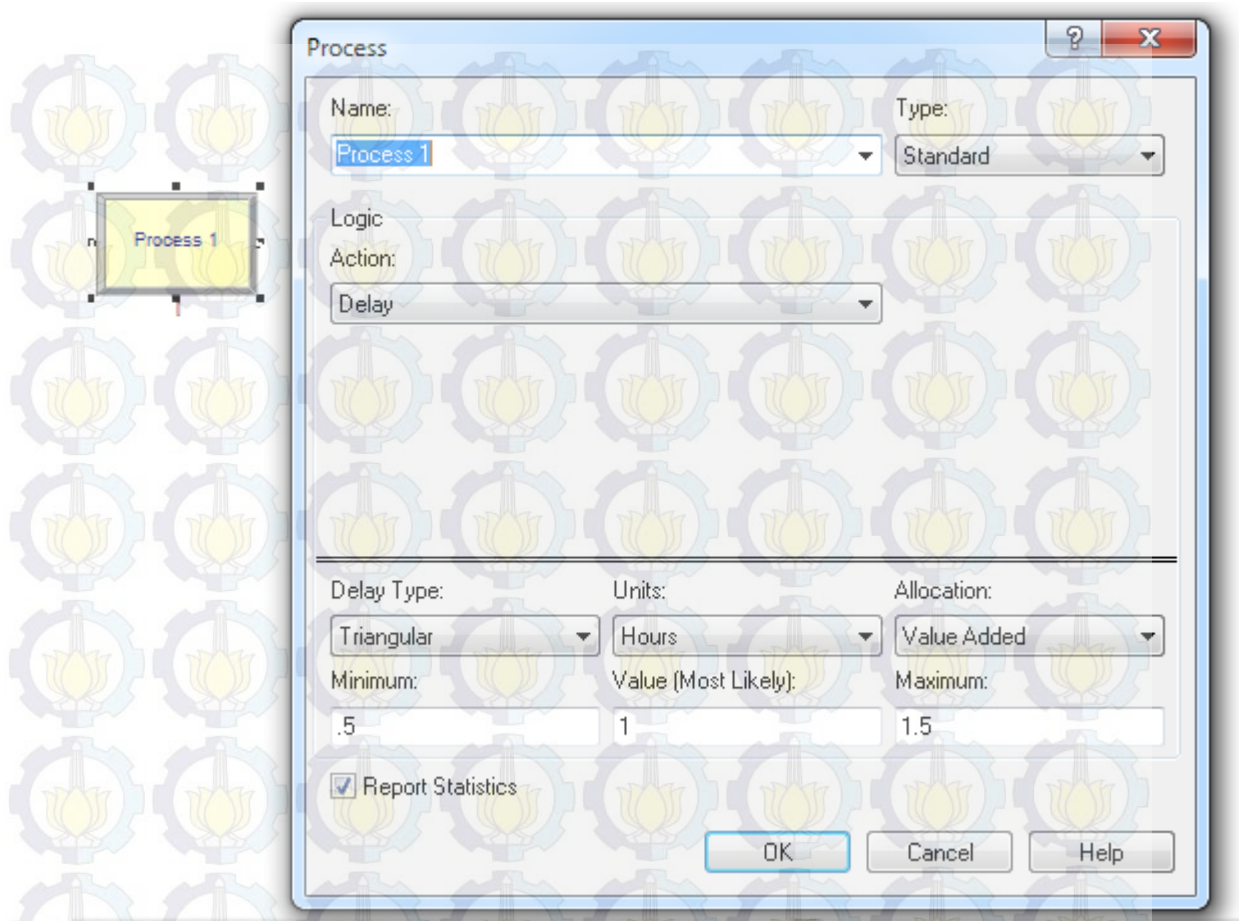 Process
Name:
Type:
Process 1
Standard
Process 1
Logic
Action:
Delay
Delay Type:
Units:
Allocation:
Triangular
Hours
Value Added
Minimum:
Value (Most Likely):
Maximum:
.5
1
1.5
Report Statistics
OK
Cancel
Help